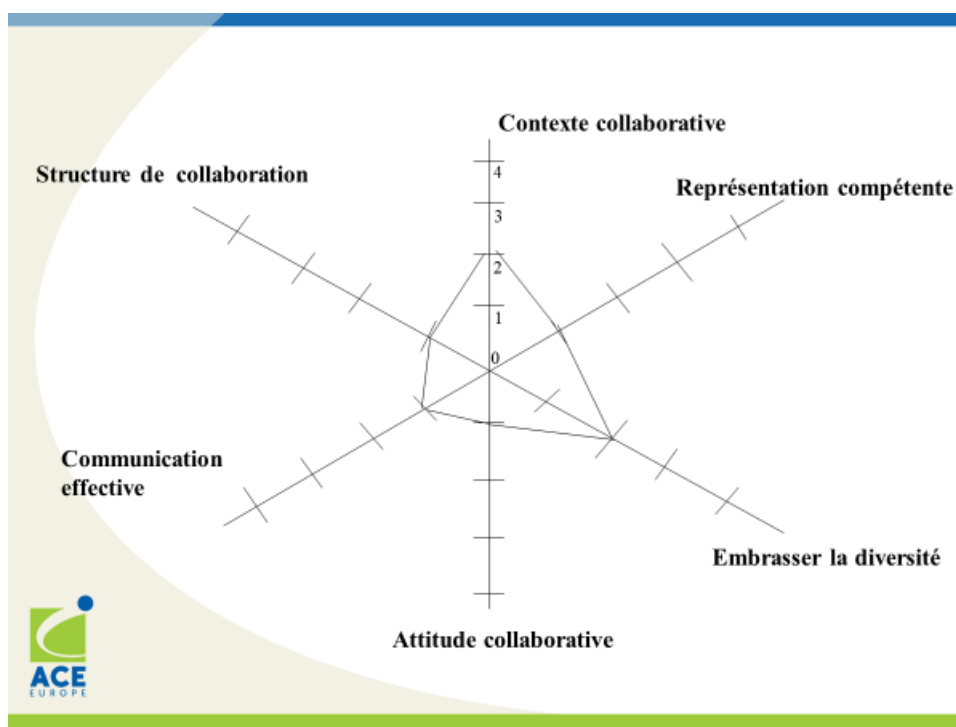 Contexte collaborative
Structure de collaboration
Représentation compétente
4
3
2
1
0
Communication
effective
Embrasser la diversité
Attitude collaborative
ACE
EUROPE